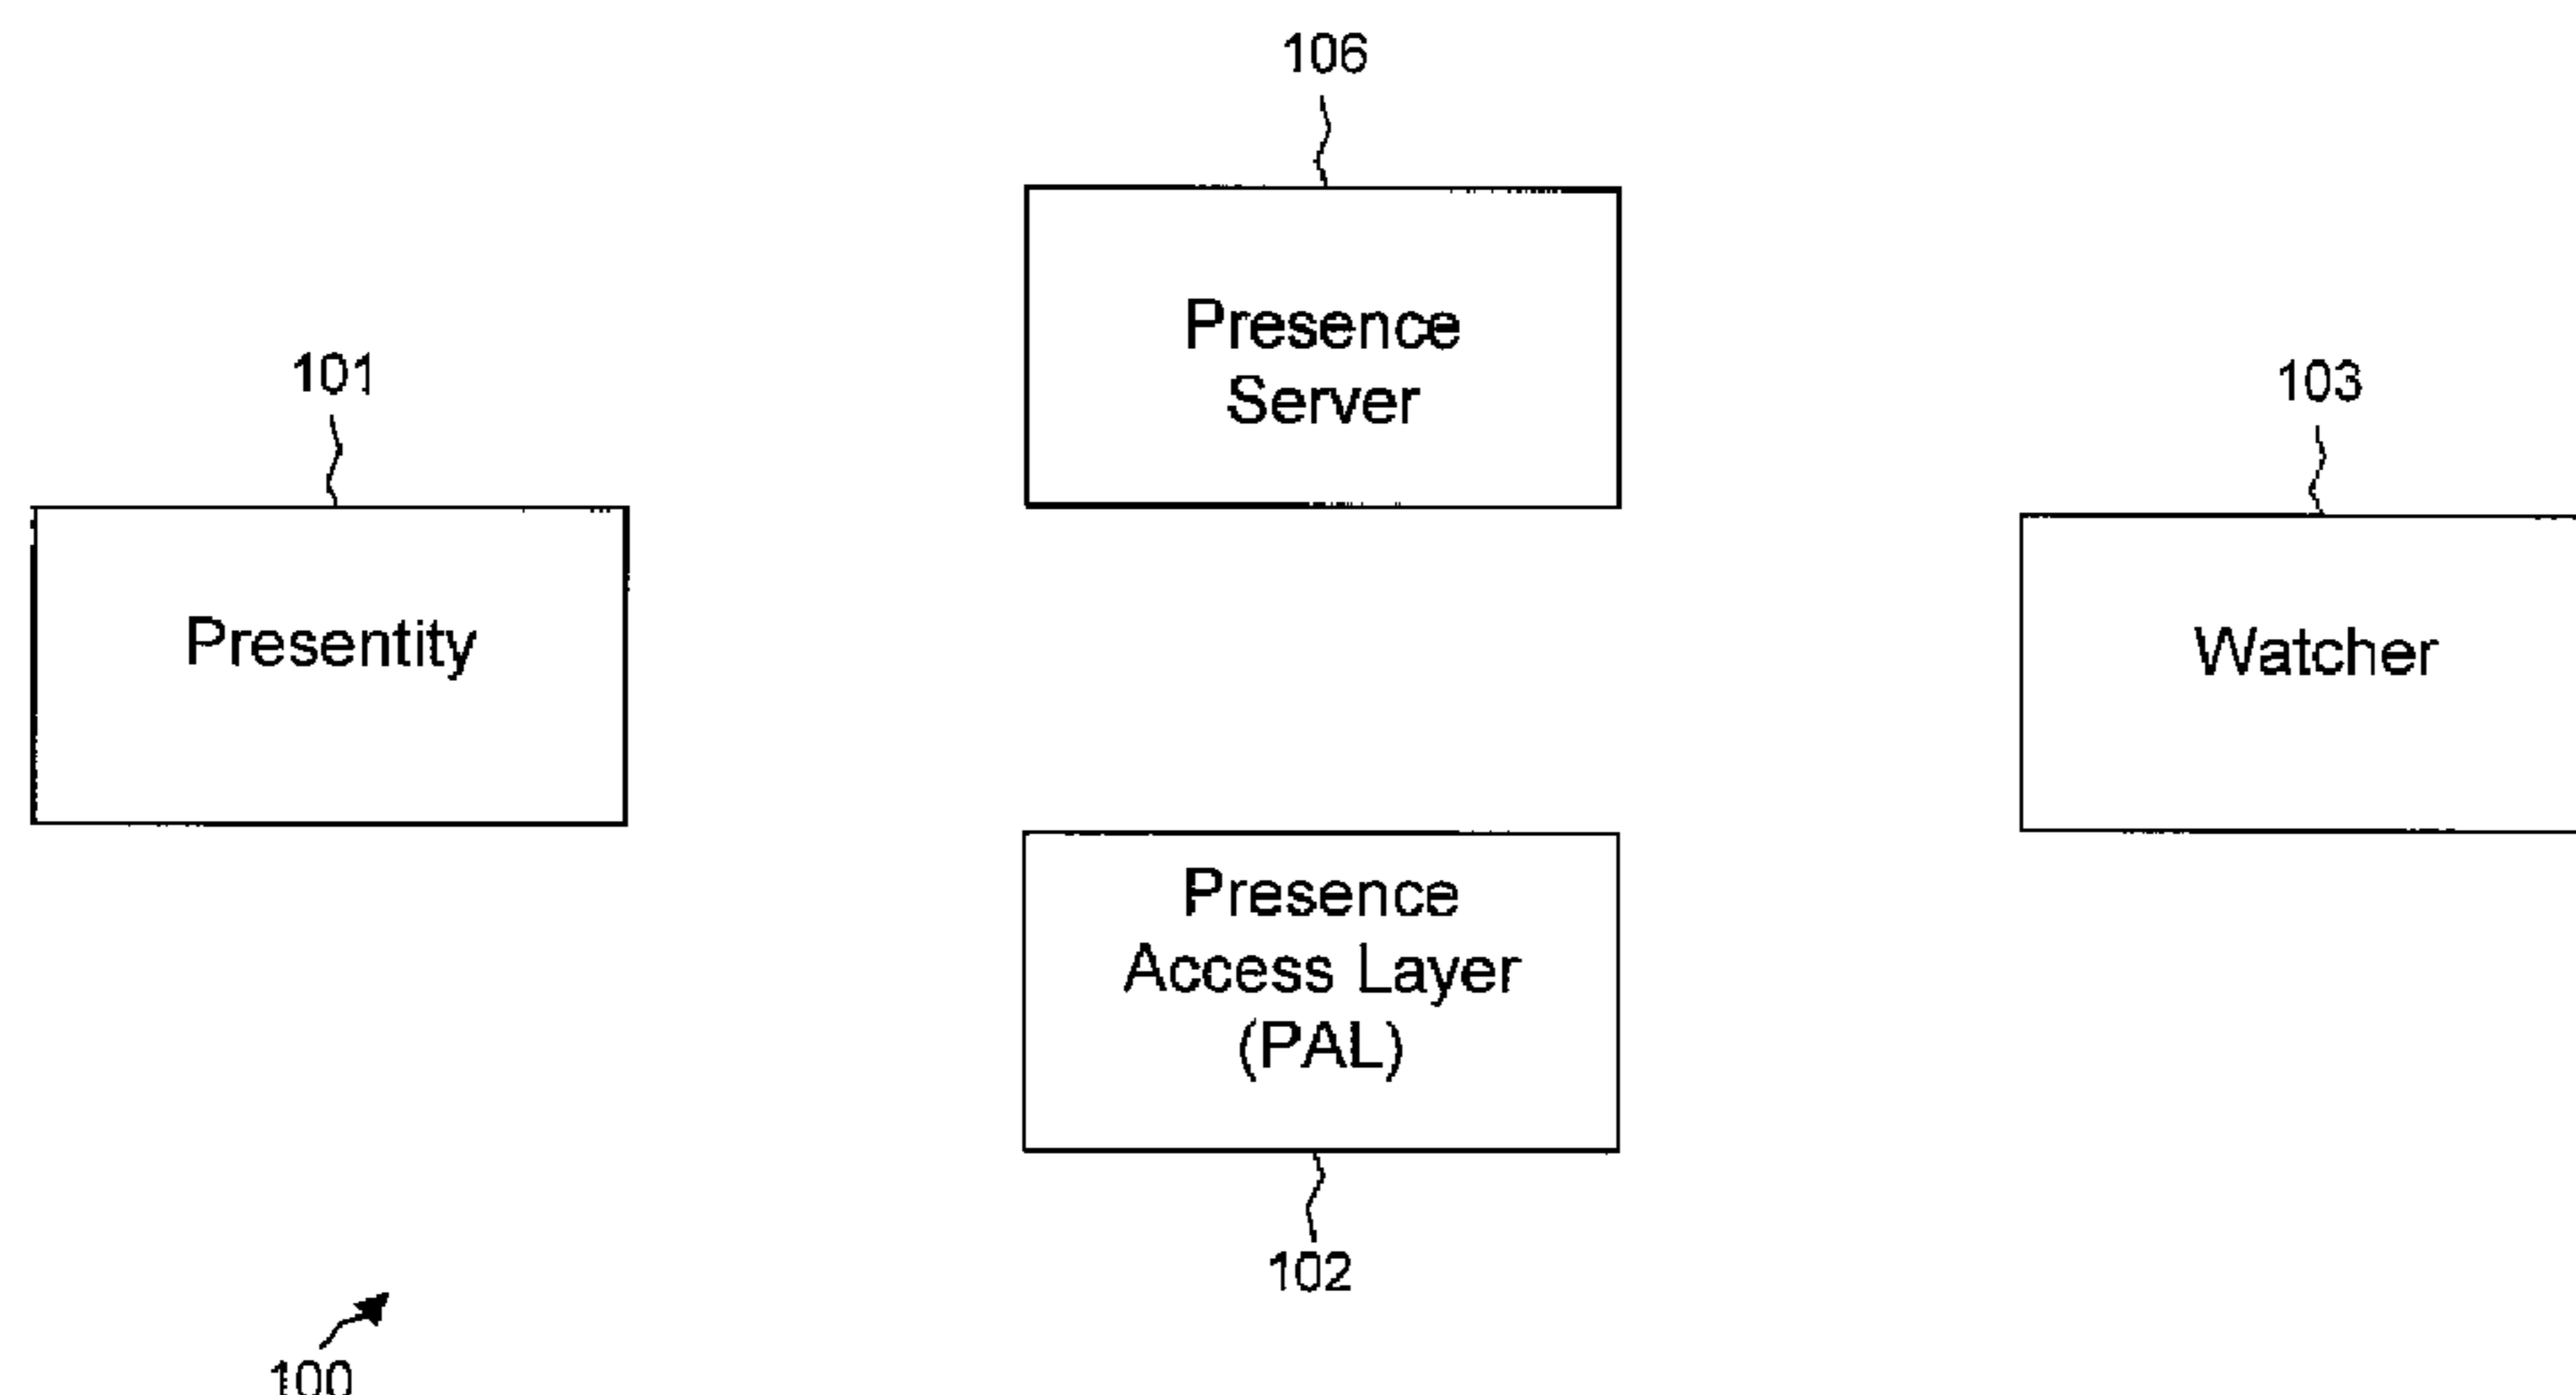 106
Presence
Server
101
Presentity
103
Watcher
Presence
Access Layer
(PAL)
102
100